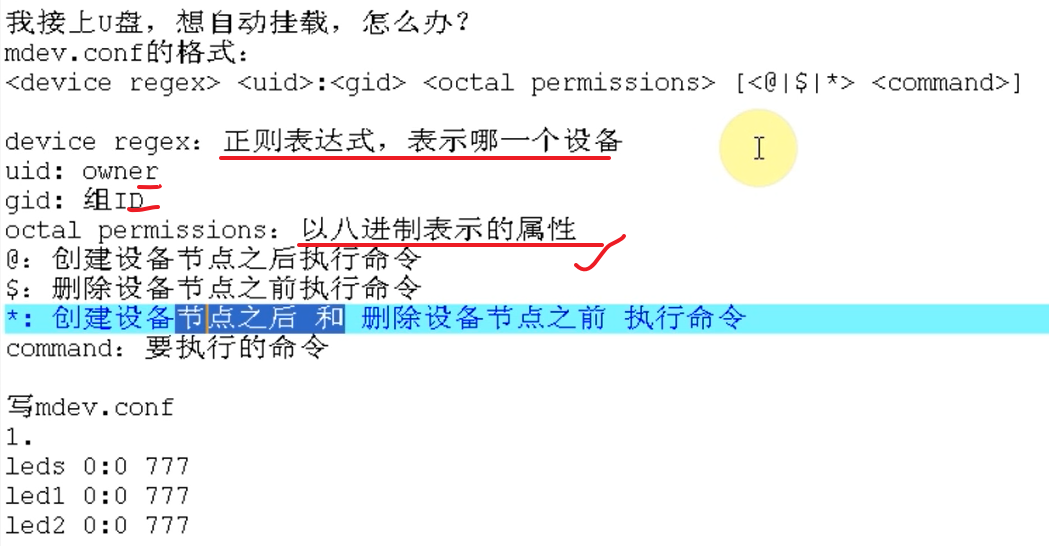 我接上U盘，想自动挂载，怎么办？
mdev.conf的格式：
<device regex> <uid>:<gid> <octal permissions> [<@|$|*> <command>]
device regex：正则表达式，表示哪一个设备
uid: owner
gid: 组ID
octal permissions：以八进制表示的属性
@：创建设备节点之后执行命令
$：删除设备节点之前执行命令
*：创建设备节点之后 和 删除设备节点之前 执行命令
command：要执行的命令
写mdev.conf
1.
leds 0:0 777
led1 0:0 777
led2 0:0 777